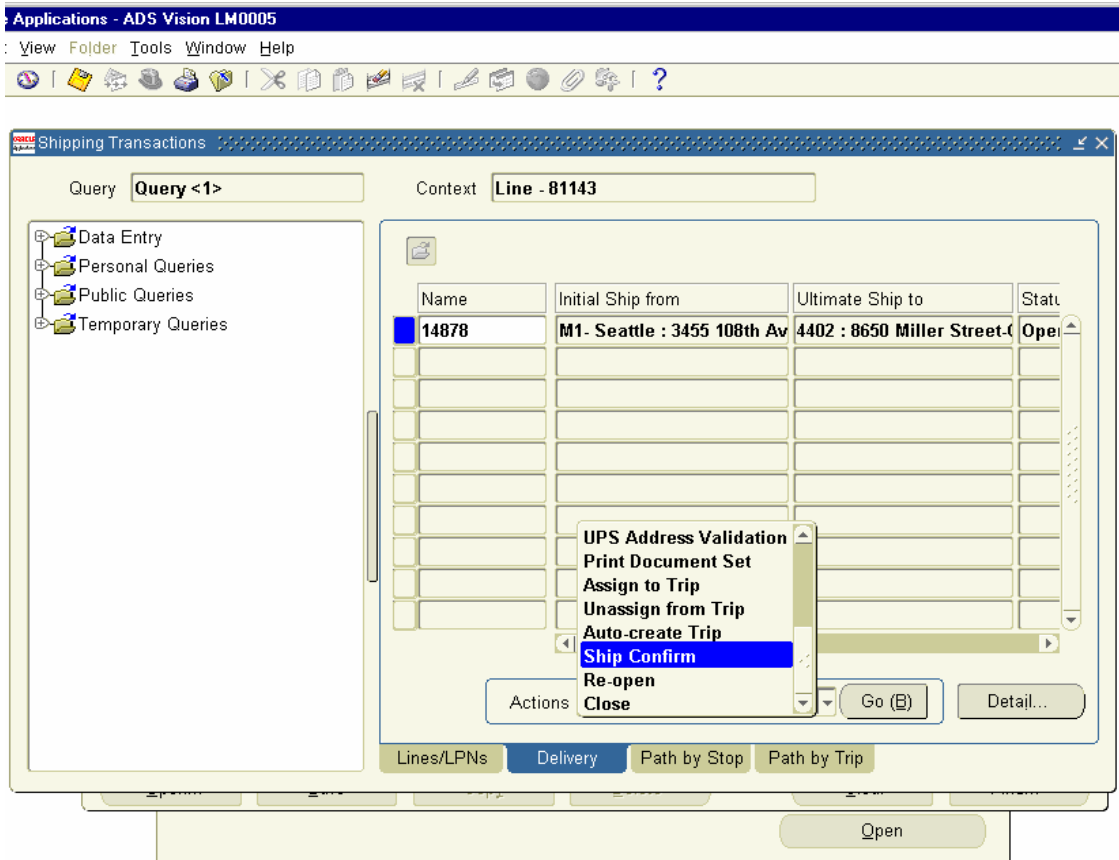 Applications - ADS Vision LM0005
View Folder Tools Window Help
Shipping Transactions
Query Query <1> Context Line - 81143
Data Entry
Personal Queries
Public Queries
Temporary Queries
Name Initial Ship from Ultimate Ship to
14878 M1- Seattle : 3455 108th Av 4402 : 8650 Miller Street-
UPS Address Validation
Print Document Set
Assign to Trip
Unassign from Trip
Auto-create Trip
Ship Confirm
Re-open
Actions Close Go (B) Detail...
Lines/LPNs Delivery Path by Stop Path by Trip
Open